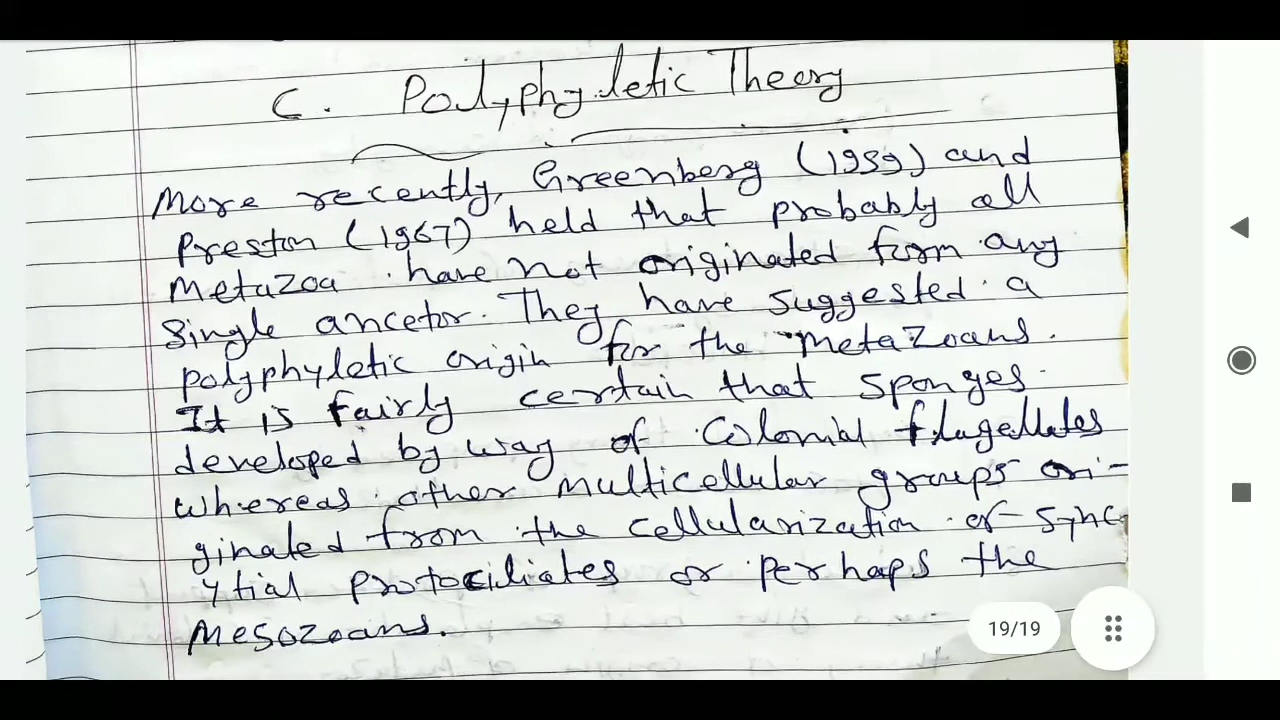 C. Polyphyletic Theory
More recently, Greenberg (1959) and
Preston (1967) held that probably all
Metazoa have not originated from any
Single ancetor. They have suggested a
polyphyletic origin for the metazoans.
It is fairly certain that sponges
developed by way of colonial flagellates
whereas other multicellular groups ori-
ginated from the cellularization of sync
ytial protociliates or perhaps the
Mesozoans.
19/19